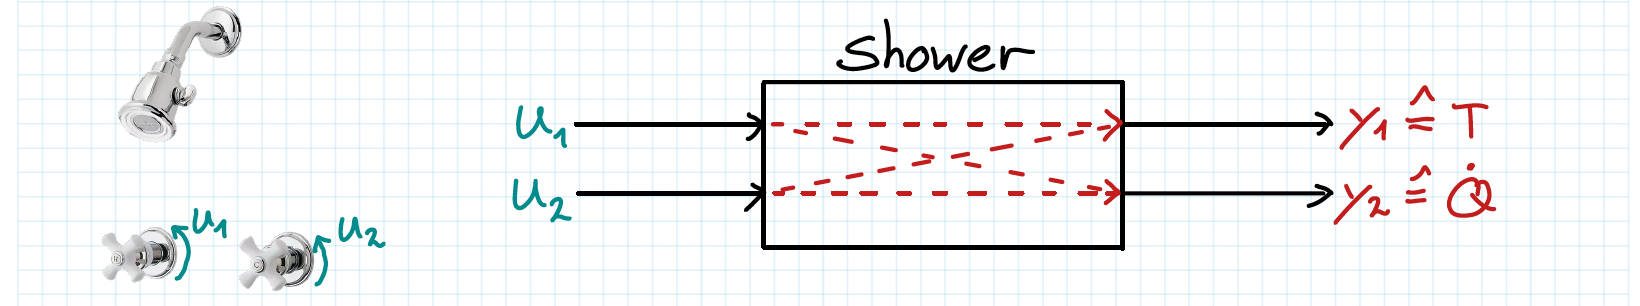 Shower
u₁
y₁ ≙ T
u₂
y₂ ≙ Q̇
u₁
u₂